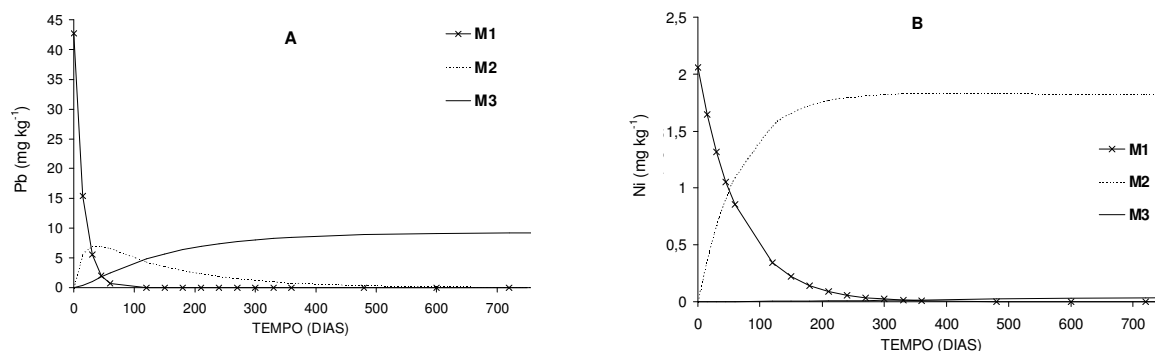 A
Pb (mg kg-1)
45
40
35
30
25
20
15
10
5
0
0 100 200 300 400 500 600 700
TEMPO (DIAS)
M1
M2
M3
B
Ni (mg kg-1)
2,5
2
1,5
1
0,5
0
0 100 200 300 400 500 600 700
TEMPO (DIAS)
M1
M2
M3